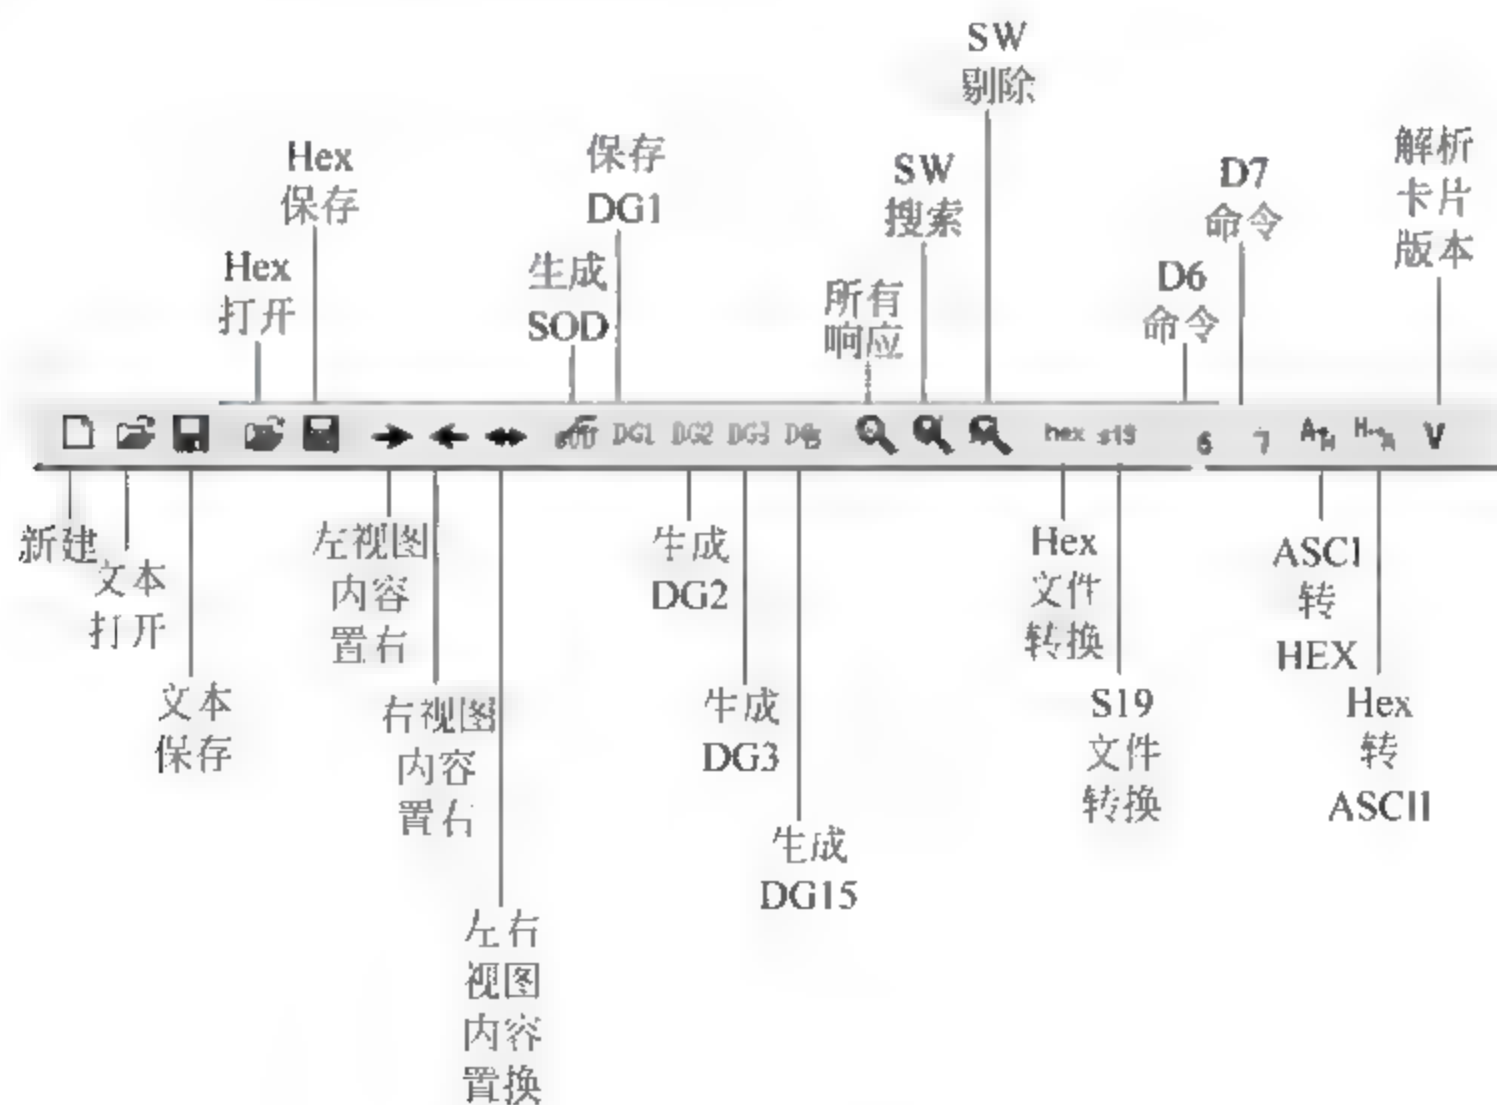 SW
剔除
Hex
保存
保存
DG1
SW
搜索
D7
命令
解析
卡片
版本
Hex
打开
生成
SOD
所有
响应
D6
命令
SOD DG1 DG2 DG3 DG15 hex s19 6 7 A→H H→A V
新建
文本
打开
文本
保存
左视图
内容
置右
右视图
内容
置右
左右
视图
内容
置换
生成
DG2
生成
DG3
生成
DG15
Hex
文件
转换
S19
文件
转换
ASCI
转
HEX
Hex
转
ASCII